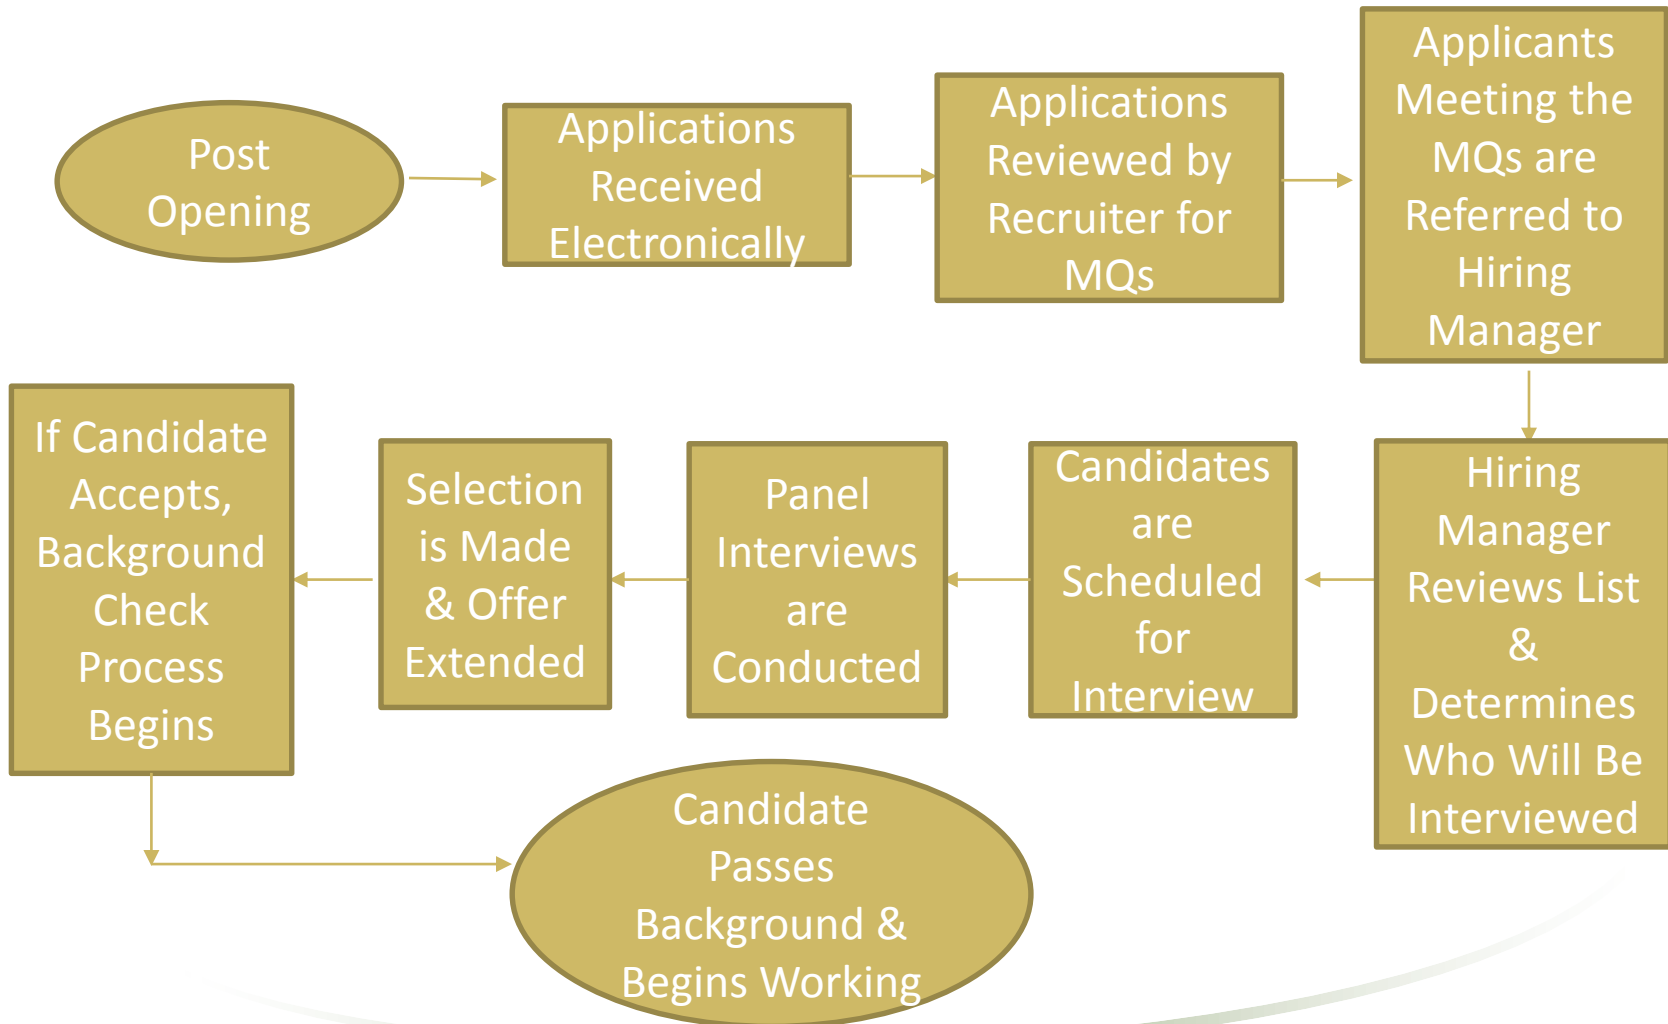 Post
Opening
Applications
Received
Electronically
Applications
Reviewed by
Recruiter for
MQs
Applicants
Meeting the
MQs are
Referred to
Hiring
Manager
Hiring
Manager
Reviews List
&
Determines
Who Will Be
Interviewed
Candidates
are
Scheduled
for
Interview
Panel
Interviews
are
Conducted
Selection
is Made
& Offer
Extended
If Candidate
Accepts,
Background
Check
Process
Begins
Candidate
Passes
Background &
Begins Working